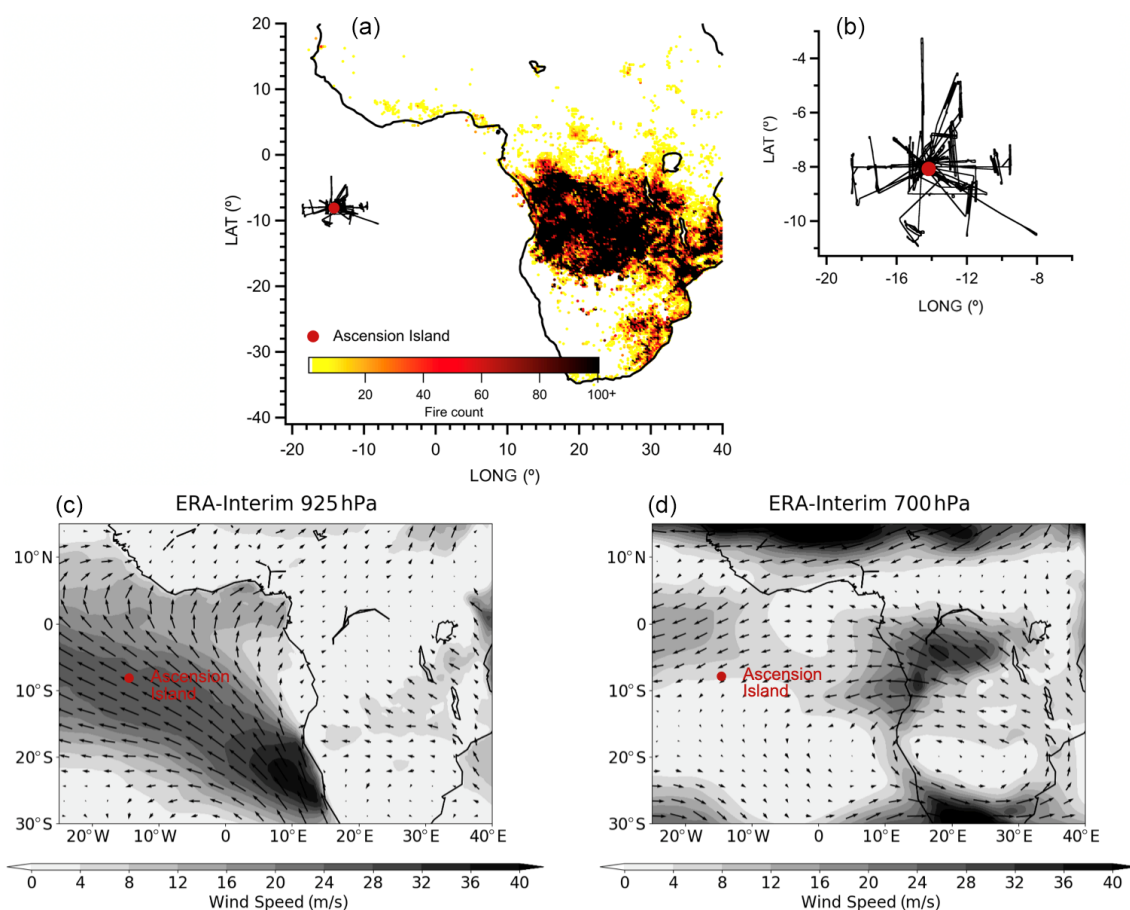 (a)
20
10
0
-10
-20
-30
-40
LAT (º)
Ascension Island
20 40 60 80 100+
Fire count
-20 -10 0 10 20 30 40
LONG (º)
(b)
-4
-6
-8
-10
LAT (º)
-20 -16 -12 -8
LONG (º)
(c)
ERA-Interim 925hPa
10°N
0
10°S
20°S
30°S
Ascension
Island
20°W 10°W 0 10°E 20°E 30°E 40°E
0 4 8 12 16 20 24 28 32 36 40
Wind Speed (m/s)
(d)
ERA-Interim 700hPa
10°N
0
10°S
20°S
30°S
Ascension
Island
20°W 10°W 0 10°E 20°E 30°E 40°E
0 4 8 12 16 20 24 28 32 36 40
Wind Speed (m/s)